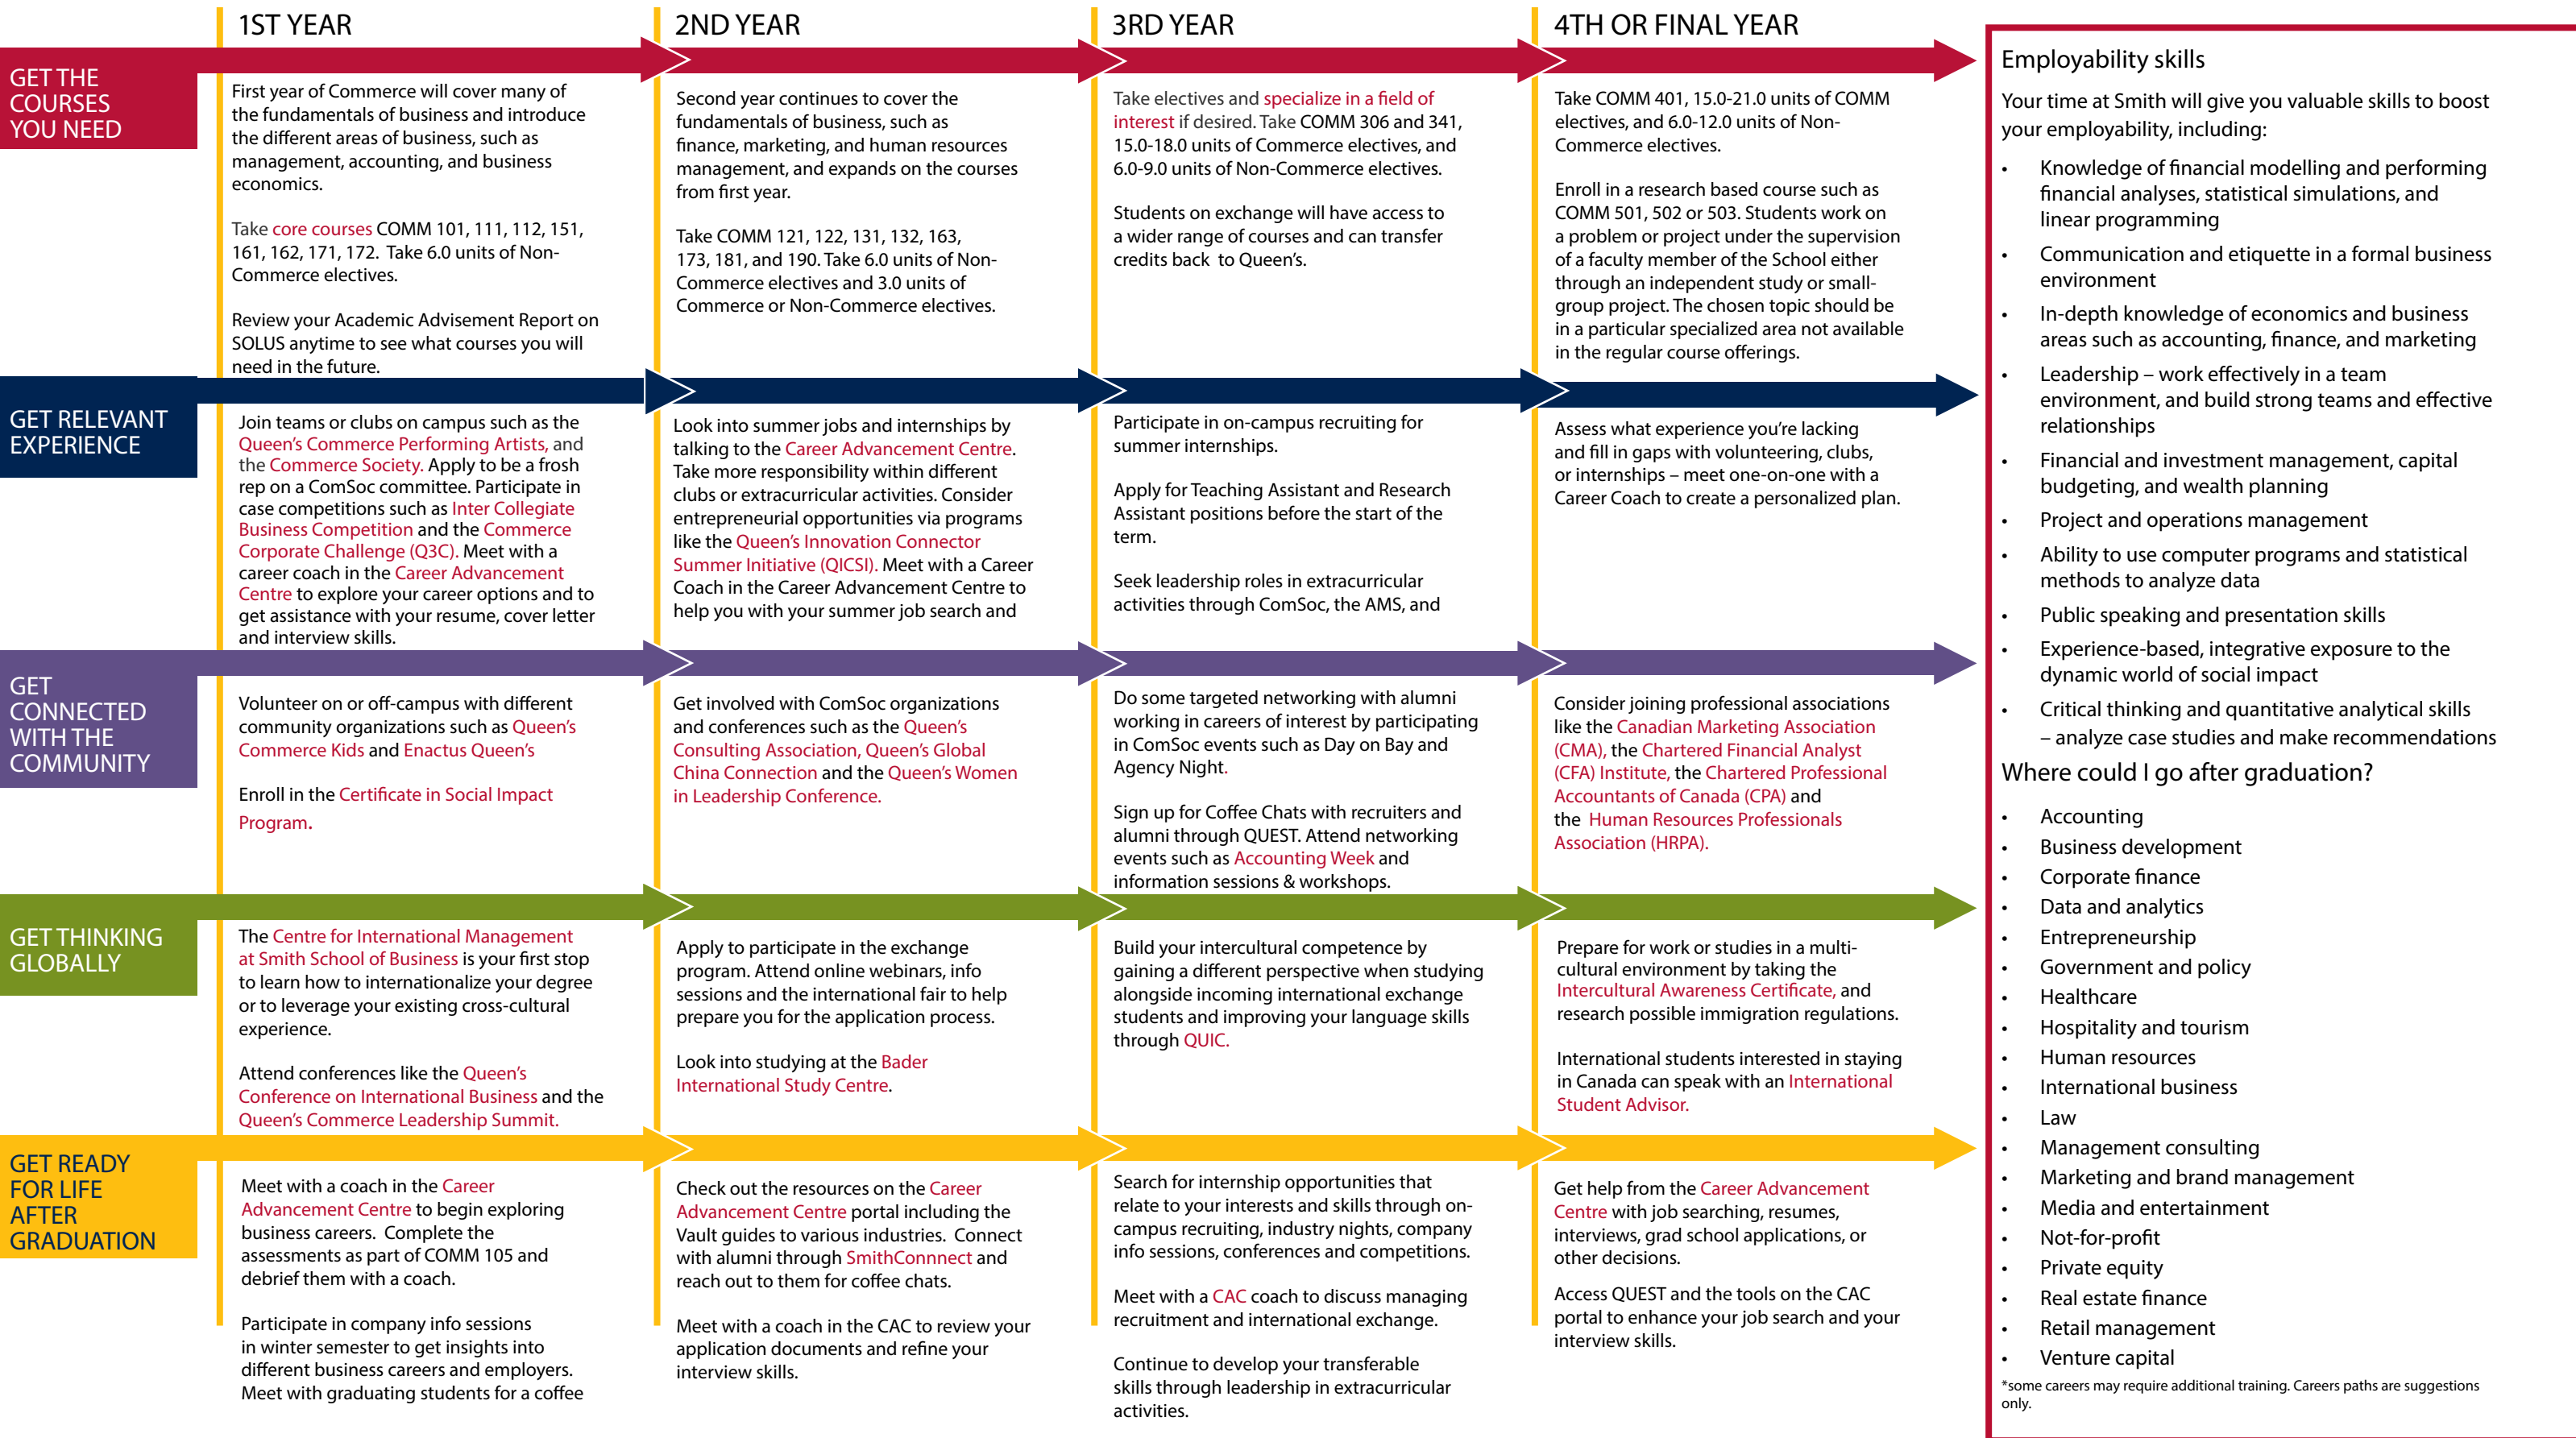 1ST YEAR
2ND YEAR
3RD YEAR
4TH OR FINAL YEAR
GET THE
COURSES
YOU NEED
First year of Commerce will cover many of
the fundamentals of business and introduce
the different areas of business, such as
management, accounting, and business
economics.
Take core courses COMM 101, 111, 112, 151,
161, 162, 171, 172. Take 6.0 units of Non-
Commerce electives.
Review your Academic Advisement Report on
SOLUS anytime to see what courses you will
need in the future.
Second year continues to cover the
fundamentals of business, such as
finance, marketing, and human resources
management, and expands on the courses
from first year.
Take COMM 121, 122, 131, 132, 163,
173, 181, and 190. Take 6.0 units of Non-
Commerce electives and 3.0 units of
Commerce or Non-Commerce electives.
Take electives and specialize in a field of
interest if desired. Take COMM 306 and 341,
15.0-18.0 units of Commerce electives, and
6.0-9.0 units of Non-Commerce electives.
Students on exchange will have access to
a wider range of courses and can transfer
credits back to Queen's.
Take COMM 401, 15.0-21.0 units of COMM
electives, and 6.0-12.0 units of Non-
Commerce electives.
Enroll in a research based course such as
COMM 501, 502 or 503. Students work on
a problem or project under the supervision
of a faculty member of the School either
through an independent study or small-
group project. The chosen topic should be
in a particular specialized area not available
in the regular course offerings.
GET RELEVANT
EXPERIENCE
Join teams or clubs on campus such as the
Queen's Commerce Performing Artists, and
the Commerce Society. Apply to be a frosh
rep on a ComSoc committee. Participate in
case competitions such as Inter Collegiate
Business Competition and the Commerce
Corporate Challenge (Q3C). Meet with a
career coach in the Career Advancement
Centre to explore your career options and to
get assistance with your resume, cover letter
and interview skills.
Look into summer jobs and internships by
talking to the Career Advancement Centre.
Take more responsibility within different
clubs or extracurricular activities. Consider
entrepreneurial opportunities via programs
like the Queen's Innovation Connector
Summer Initiative (QICSI). Meet with a Career
Coach in the Career Advancement Centre to
help you with your summer job search and
Participate in on-campus recruiting for
summer internships.
Apply for Teaching Assistant and Research
Assistant positions before the start of the
term.
Seek leadership roles in extracurricular
activities through ComSoc, the AMS, and
Assess what experience you're lacking
and fill in gaps with volunteering, clubs,
or internships – meet one-on-one with a
Career Coach to create a personalized plan.
GET
CONNECTED
WITH THE
COMMUNITY
Volunteer on or off-campus with different
community organizations such as Queen's
Commerce Kids and Enactus Queen's
Enroll in the Certificate in Social Impact
Program.
Get involved with ComSoc organizations
and conferences such as the Queen's
Consulting Association, Queen's Global
China Connection and the Queen's Women
in Leadership Conference.
Do some targeted networking with alumni
working in careers of interest by participating
in ComSoc events such as Day on Bay and
Agency Night.
Sign up for Coffee Chats with recruiters and
alumni through QUEST. Attend networking
events such as Accounting Week and
information sessions & workshops.
Consider joining professional associations
like the Canadian Marketing Association
(CMA), the Chartered Financial Analyst
(CFA) Institute, the Chartered Professional
Accountants of Canada (CPA) and
the Human Resources Professionals
Association (HRPA).
GET THINKING
GLOBALLY
The Centre for International Management
at Smith School of Business is your first stop
to learn how to internationalize your degree
or to leverage your existing cross-cultural
experience.
Attend conferences like the Queen's
Conference on International Business and the
Queen's Commerce Leadership Summit.
Apply to participate in the exchange
program. Attend online webinars, info
sessions and the international fair to help
prepare you for the application process.
Look into studying at the Bader
International Study Centre.
Build your intercultural competence by
gaining a different perspective when studying
alongside incoming international exchange
students and improving your language skills
through QUIC.
Prepare for work or studies in a multi-
cultural environment by taking the
Intercultural Awareness Certificate, and
research possible immigration regulations.
International students interested in staying
in Canada can speak with an International
Student Advisor.
GET READY
FOR LIFE
AFTER
GRADUATION
Meet with a coach in the Career
Advancement Centre to begin exploring
business careers. Complete the
assessments as part of COMM 105 and
debrief them with a coach.
Participate in company info sessions
in winter semester to get insights into
different business careers and employers.
Meet with graduating students for a coffee
Check out the resources on the Career
Advancement Centre portal including the
Vault guides to various industries. Connect
with alumni through SmithConnnect and
reach out to them for coffee chats.
Meet with a coach in the CAC to review your
application documents and refine your
interview skills.
Search for internship opportunities that
relate to your interests and skills through on-
campus recruiting, industry nights, company
info sessions, conferences and competitions.
Meet with a CAC coach to discuss managing
recruitment and international exchange.
Continue to develop your transferable
skills through leadership in extracurricular
activities.
Get help from the Career Advancement
Centre with job searching, resumes,
interviews, grad school applications, or
other decisions.
Access QUEST and the tools on the CAC
portal to enhance your job search and your
interview skills.
Employability skills
Your time at Smith will give you valuable skills to boost
your employability, including:
• Knowledge of financial modelling and performing
financial analyses, statistical simulations, and
linear programming
• Communication and etiquette in a formal business
environment
• In-depth knowledge of economics and business
areas such as accounting, finance, and marketing
• Leadership – work effectively in a team
environment, and build strong teams and effective
relationships
• Financial and investment management, capital
budgeting, and wealth planning
• Project and operations management
• Ability to use computer programs and statistical
methods to analyze data
• Public speaking and presentation skills
• Experience-based, integrative exposure to the
dynamic world of social impact
• Critical thinking and quantitative analytical skills
– analyze case studies and make recommendations
Where could I go after graduation?
• Accounting
• Business development
• Corporate finance
• Data and analytics
• Entrepreneurship
• Government and policy
• Healthcare
• Hospitality and tourism
• Human resources
• International business
• Law
• Management consulting
• Marketing and brand management
• Media and entertainment
• Not-for-profit
• Private equity
• Real estate finance
• Retail management
• Venture capital
*some careers may require additional training. Careers paths are suggestions
only.